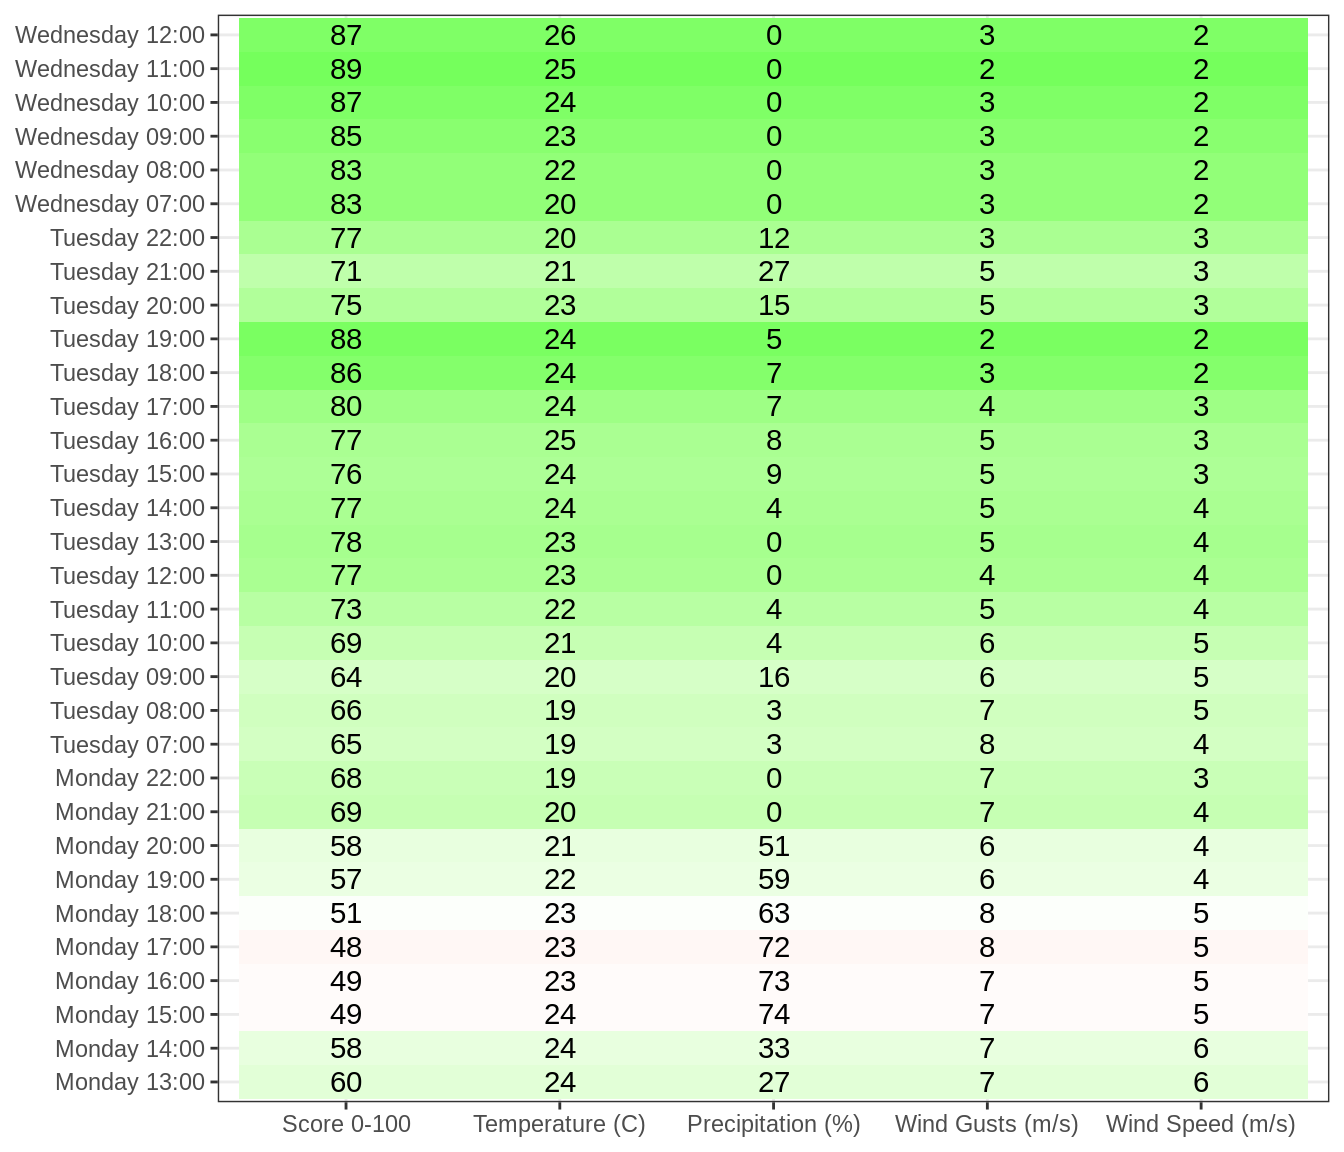 Wednesday 12:00 87 26 0 3 2
Wednesday 11:00 89 25 0 2 2
Wednesday 10:00 87 24 0 3 2
Wednesday 09:00 85 23 0 3 2
Wednesday 08:00 83 22 0 3 2
Wednesday 07:00 83 20 0 3 2
Tuesday 22:00 77 20 12 3 3
Tuesday 21:00 71 21 27 5 3
Tuesday 20:00 75 23 15 5 3
Tuesday 19:00 88 24 5 2 2
Tuesday 18:00 86 24 7 3 2
Tuesday 17:00 80 24 7 4 3
Tuesday 16:00 77 25 8 5 3
Tuesday 15:00 76 24 9 5 3
Tuesday 14:00 77 24 4 5 4
Tuesday 13:00 78 23 0 5 4
Tuesday 12:00 77 23 0 4 4
Tuesday 11:00 73 22 4 5 4
Tuesday 10:00 69 21 4 6 5
Tuesday 09:00 64 20 16 6 5
Tuesday 08:00 66 19 3 7 5
Tuesday 07:00 65 19 3 8 4
Monday 22:00 68 19 0 7 3
Monday 21:00 69 20 0 7 4
Monday 20:00 58 21 51 6 4
Monday 19:00 57 22 59 6 4
Monday 18:00 51 23 63 8 5
Monday 17:00 48 23 72 8 5
Monday 16:00 49 23 73 7 5
Monday 15:00 49 24 74 7 5
Monday 14:00 58 24 33 7 6
Monday 13:00 60 24 27 7 6
Score 0-100 Temperature (C) Precipitation (%) Wind Gusts (m/s) Wind Speed (m/s)